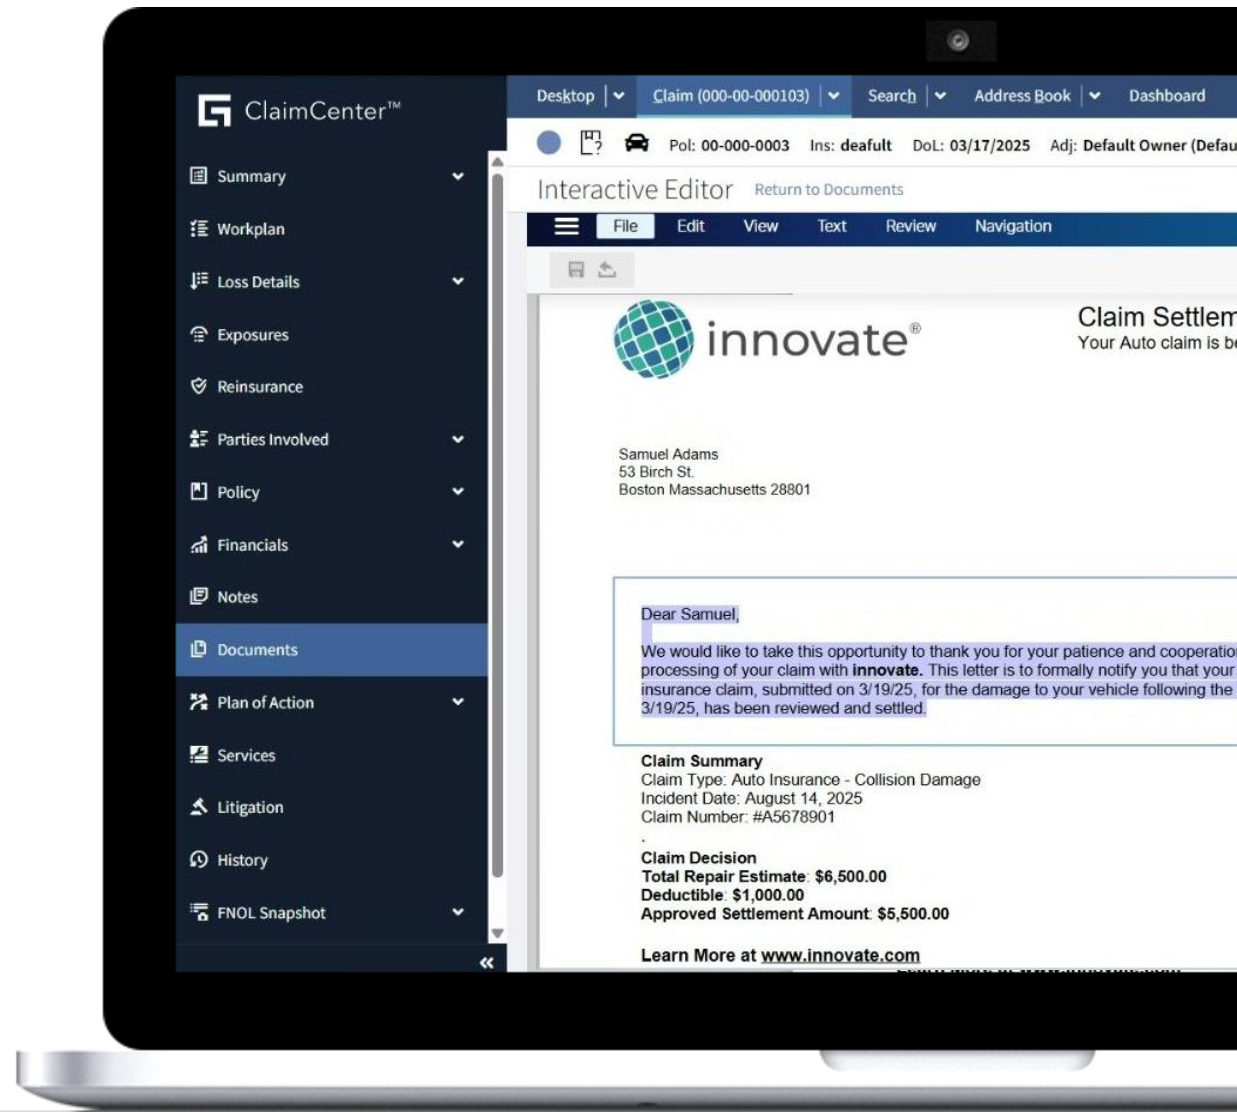 ClaimCenter™
Summary
Workplan
Loss Details
Exposures
Reinsurance
Parties Involved
Policy
Financials
Notes
Documents
Plan of Action
Services
Litigation
History
FNOL Snapshot
«
Desktop
Claim (000-00-000103)
Search
Address Book
Dashboard
Pol: 00-000-0003 Ins: deafult DoL: 03/17/2025 Adj: Default Owner (Defau
Interactive Editor Return to Documents
File Edit View Text Review Navigation
innovate®
Claim Settlem
Your Auto claim is be
Samuel Adams
53 Birch St.
Boston Massachusetts 28801
Dear Samuel,
We would like to take this opportunity to thank you for your patience and cooperation
processing of your claim with innovate. This letter is to formally notify you that your
insurance claim, submitted on 3/19/25, for the damage to your vehicle following the
3/19/25, has been reviewed and settled.
Claim Summary
Claim Type: Auto Insurance - Collision Damage
Incident Date: August 14, 2025
Claim Number: #A5678901
.
Claim Decision
Total Repair Estimate: $6,500.00
Deductible: $1,000.00
Approved Settlement Amount: $5,500.00
Learn More at www.innovate.com